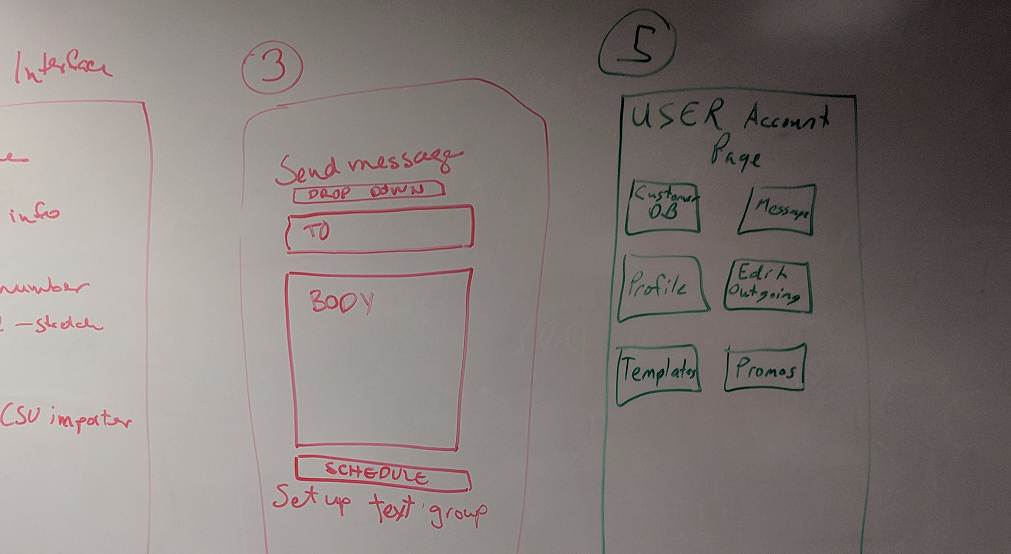 Interface
info
number
- sketch
CSV importer
3
Send message
DROP DOWN
TO
BODY
SCHEDULE
Set up text group
5
USER Account
Page
Customer
DB
Message
Profile
Edit
Outgoing
Templates
Promos